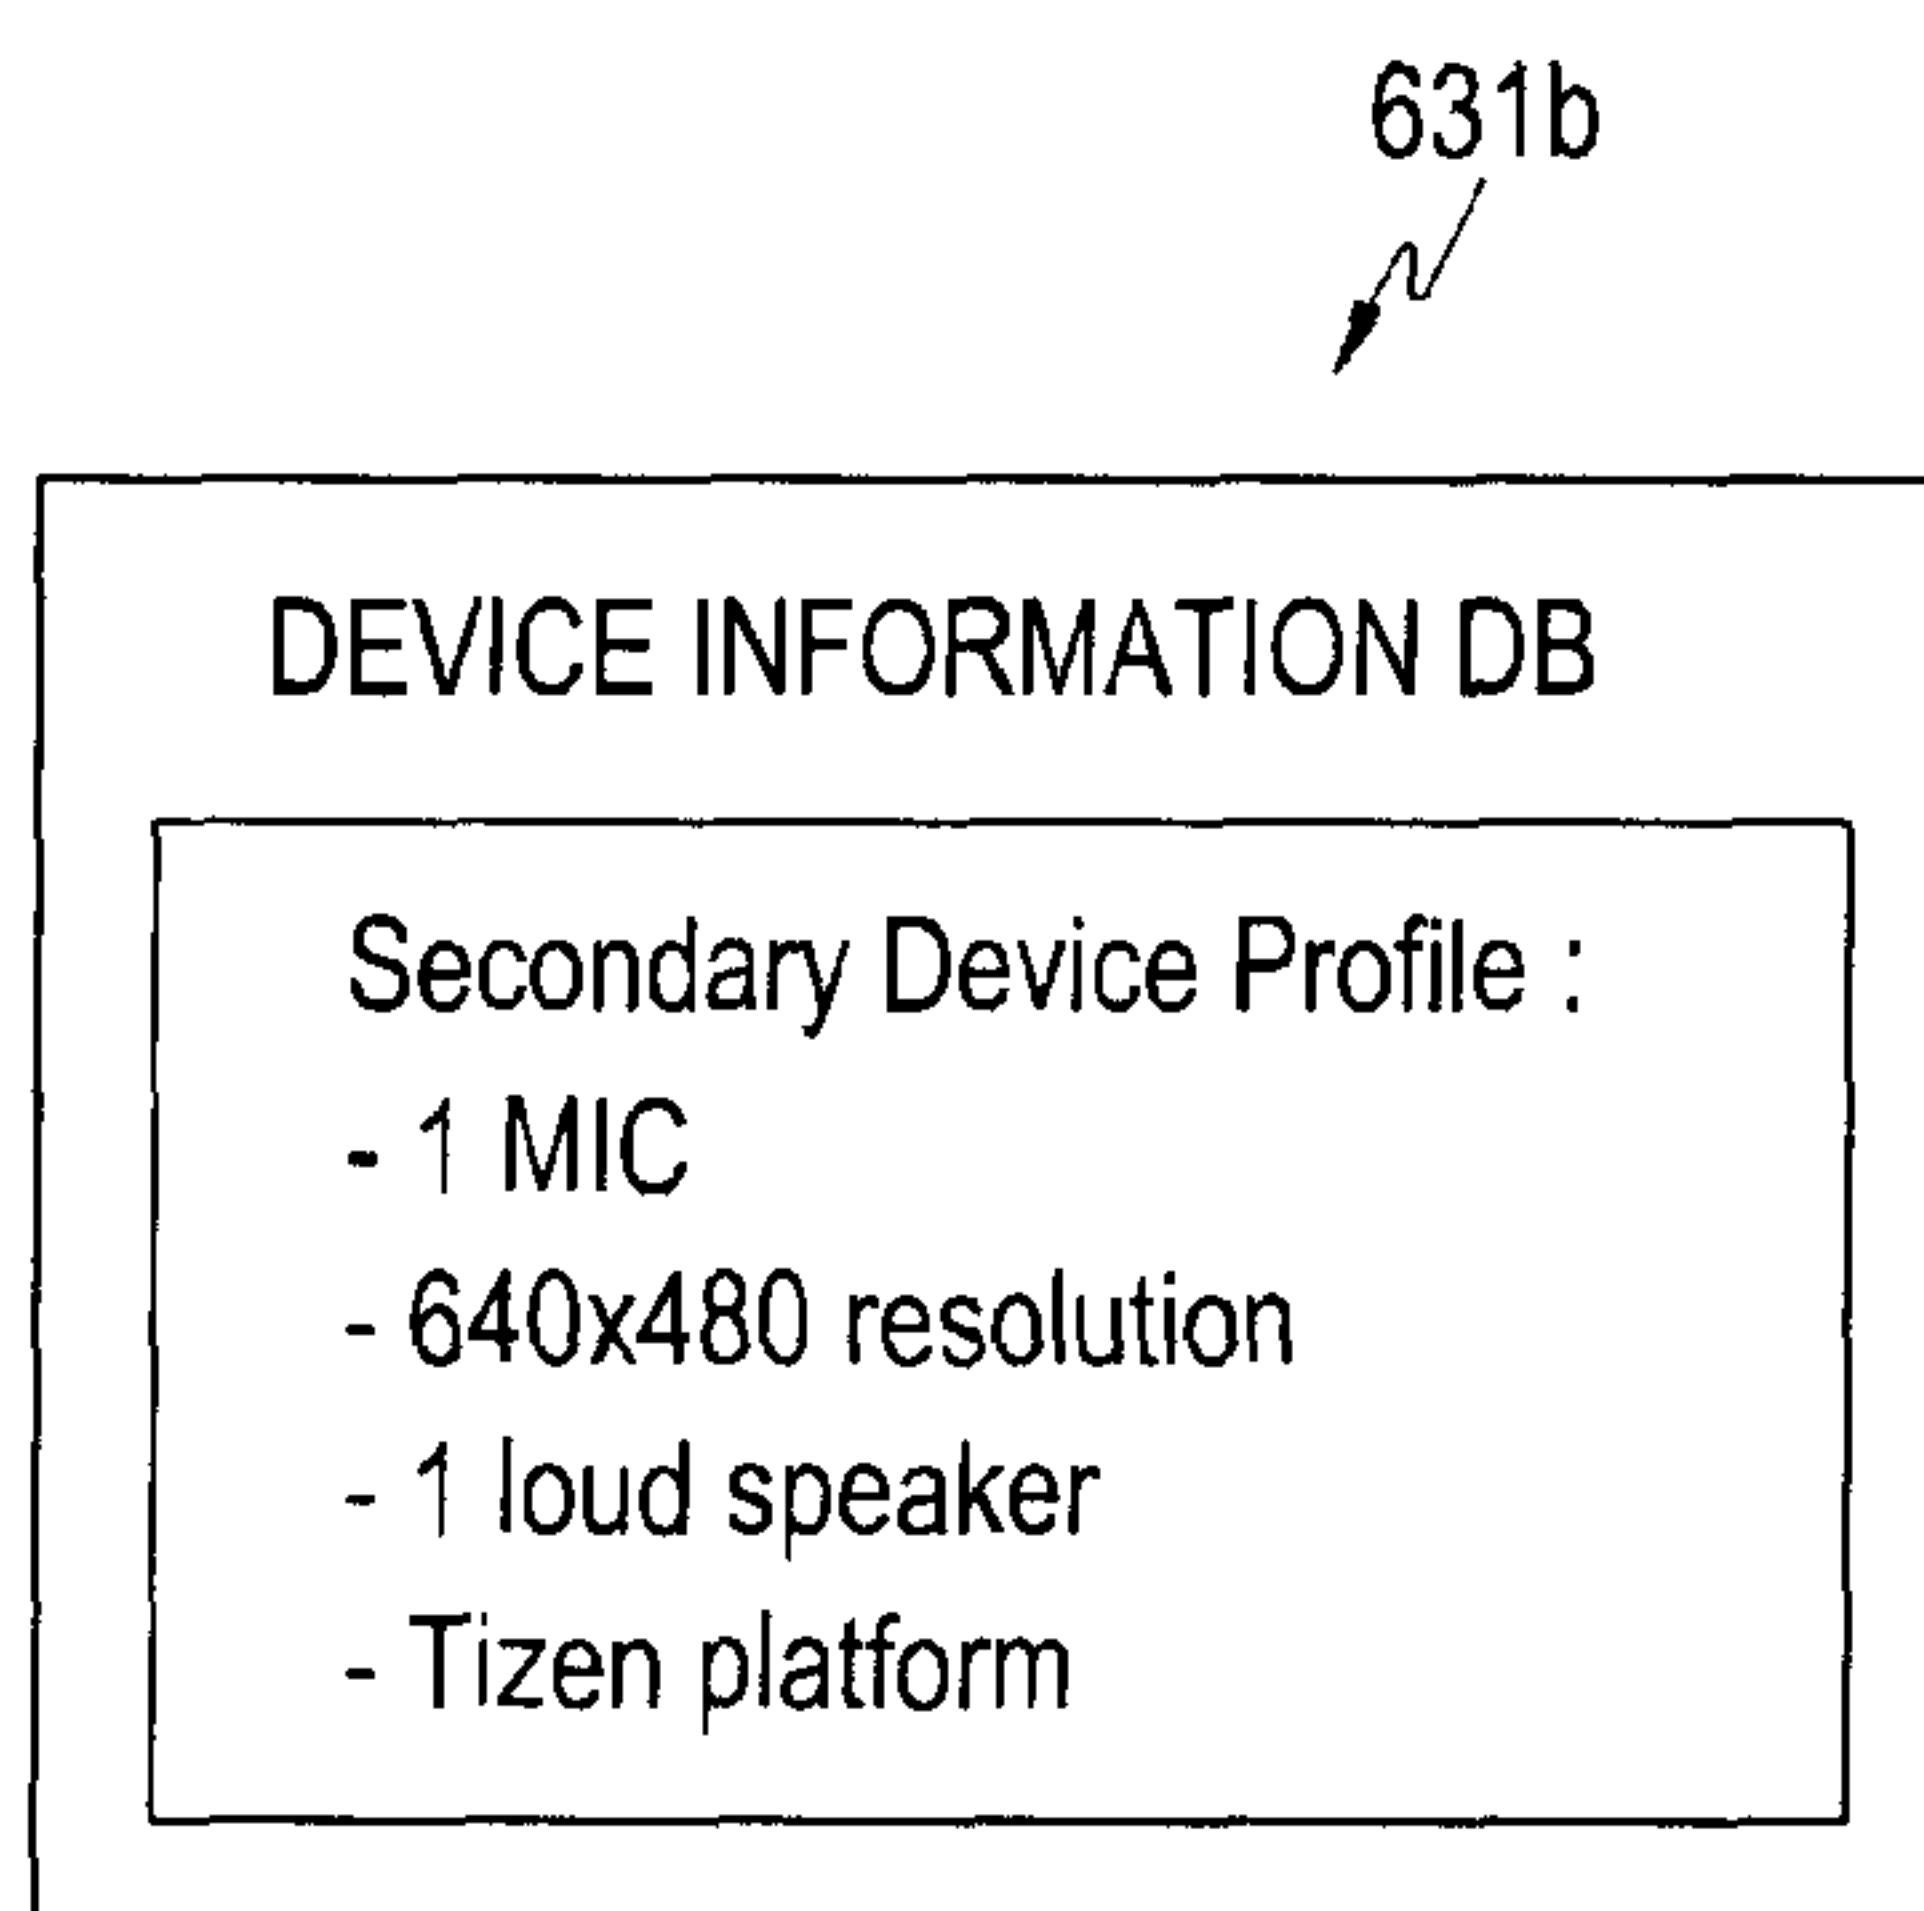 631b
DEVICE INFORMATION DB
Secondary Device Profile :
- 1 MIC
- 640x480 resolution
- 1 loud speaker
- Tizen platform